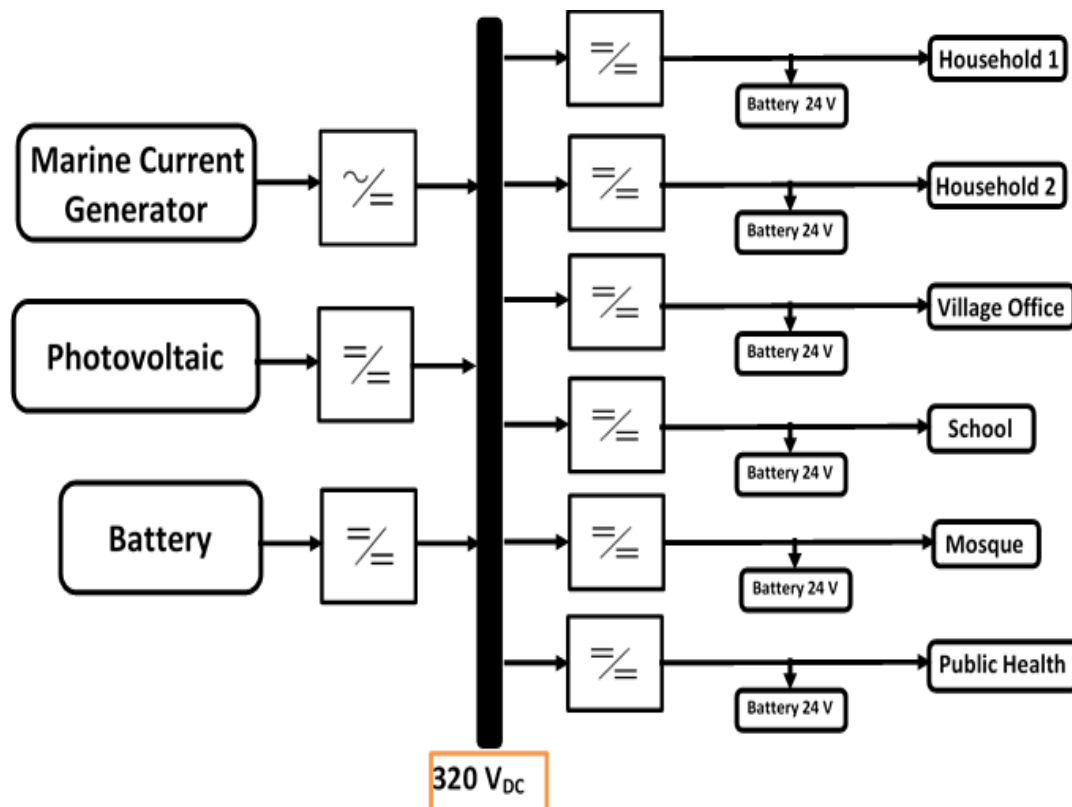 Marine Current
Generator
Photovoltaic
Battery
320 VDC
Household 1
Battery 24 V
Household 2
Battery 24 V
Village Office
Battery 24 V
School
Battery 24 V
Mosque
Battery 24 V
Public Health
Battery 24 V